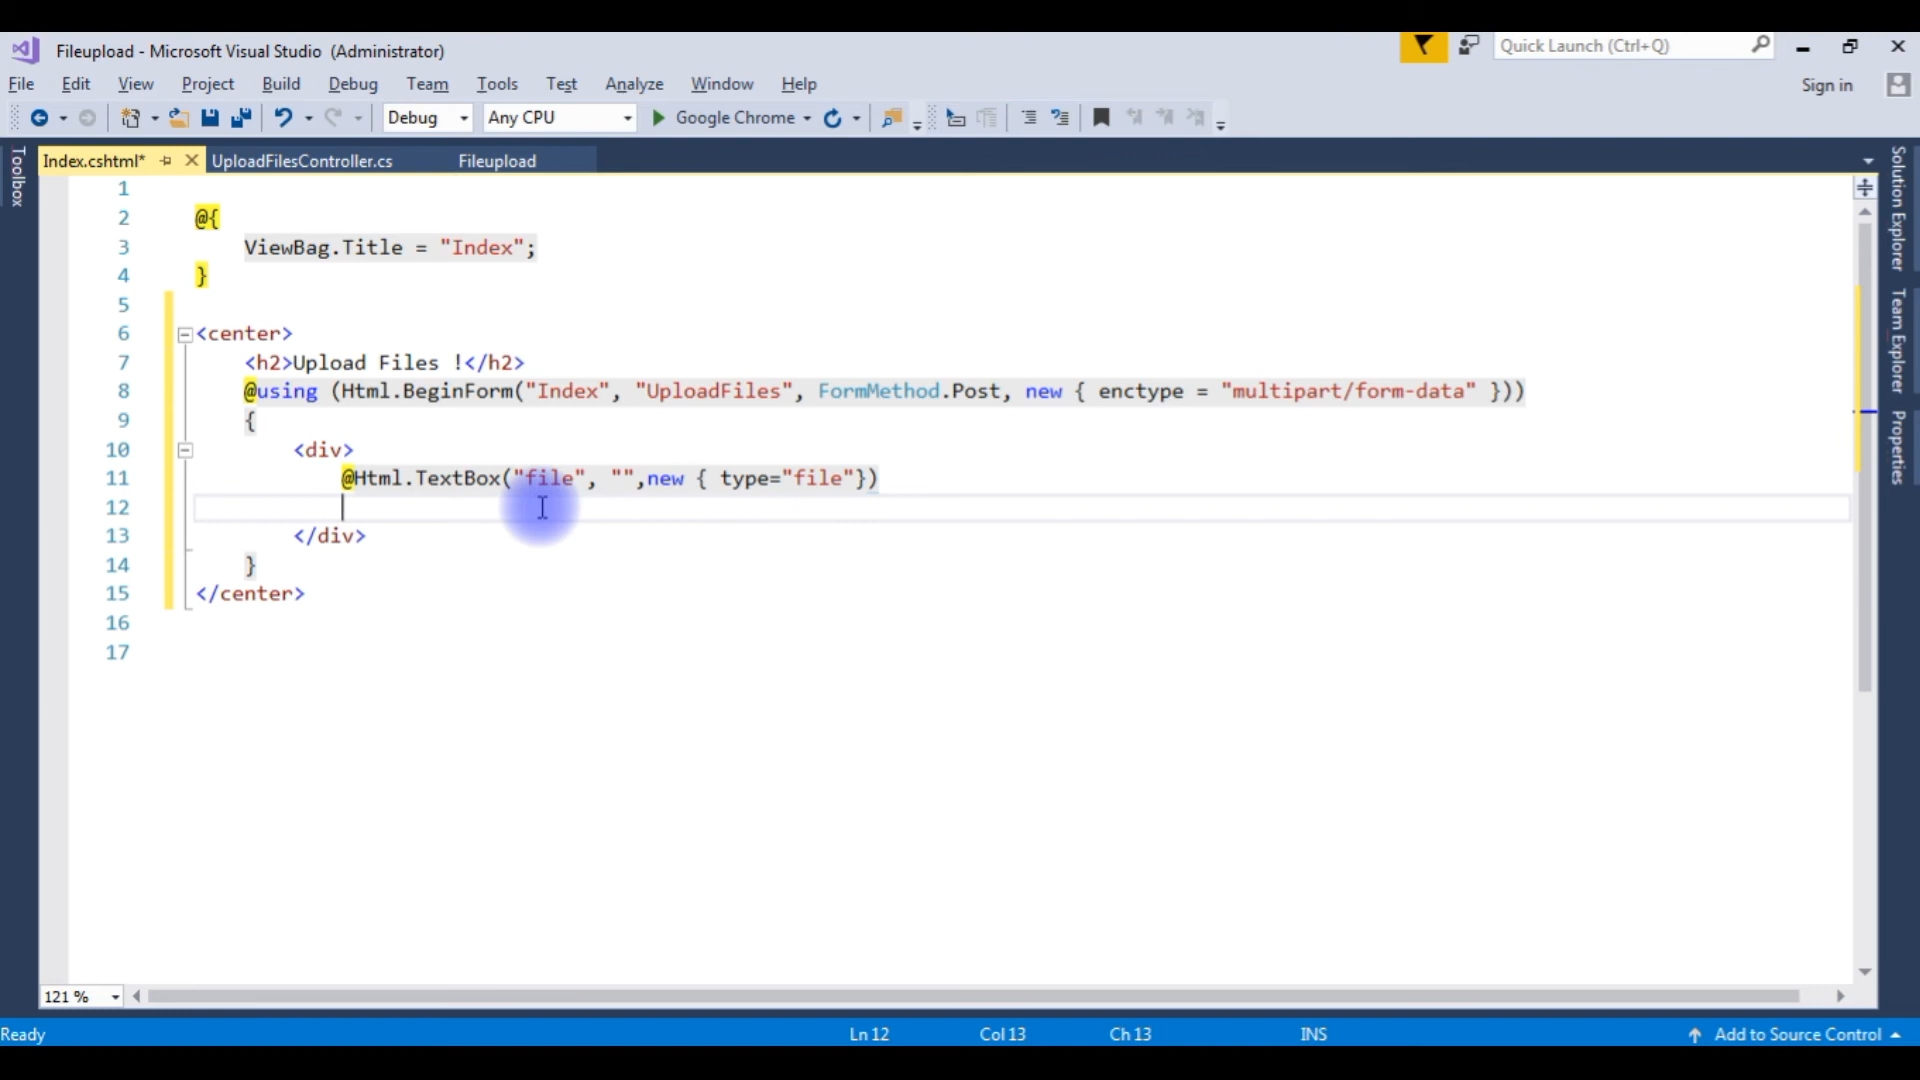 Fileupload - Microsoft Visual Studio (Administrator)
Quick Launch (Ctrl+Q)
File Edit View Project Build Debug Team Tools Test Analyze Window Help
Sign in
Debug Any CPU Google Chrome
Toolbox
Index.cshtml* UploadFilesController.cs Fileupload
Solution Explorer
Team Explorer
Properties
1
2 @{
3 ViewBag.Title = "Index";
4 }
5
6 <center>
7 <h2>Upload Files !</h2>
8 @using (Html.BeginForm("Index", "UploadFiles", FormMethod.Post, new { enctype = "multipart/form-data" }))
9 {
10 <div>
11 @Html.TextBox("file", "",new { type="file"})
12
13 </div>
14 }
15 </center>
16
17
121 %
Ready Ln 12 Col 13 Ch 13 INS Add to Source Control